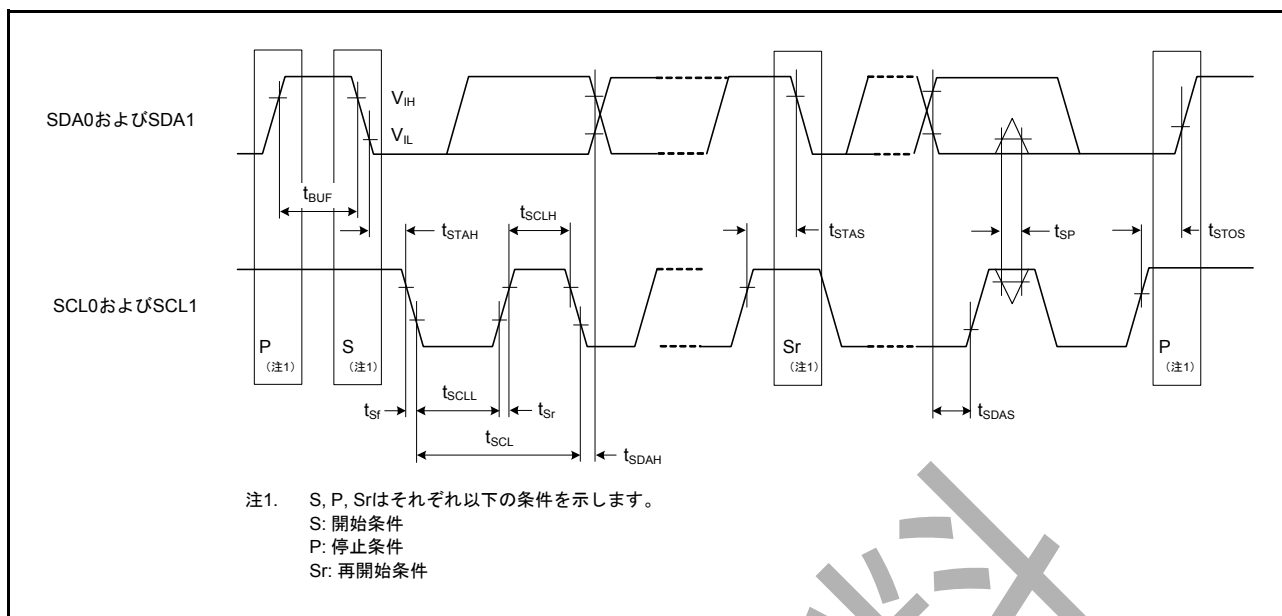 SDA0およびSDA1
VIH
VIL
tBUF
tSTAH
tSCLH
tSTAS
tSP
tSTOS
SCL0およびSCL1
P
(注1)
S
(注1)
Sr
(注1)
P
(注1)
tSf
tSCLL
tSr
tSCL
tSDAH
tSDAS
注1. S, P, Srはそれぞれ以下の条件を示します。
S: 開始条件
P: 停止条件
Sr: 再開始条件